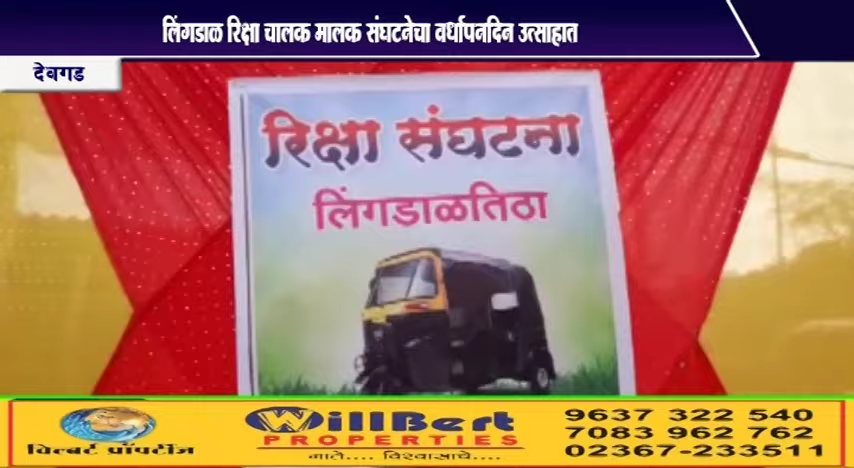 लिंगडाळ रिक्षा चालक मालक संघटनेचा वर्धापनदिन उत्साहात
देवगड
रिक्षा संघटना
लिंगडाळतिठा
विल्बर्ट प्रॉपर्टीज
WillBert
PROPERTIES
नाते.... विश्वासाचे....
9637 322 540
7083 962 762
02367-233511